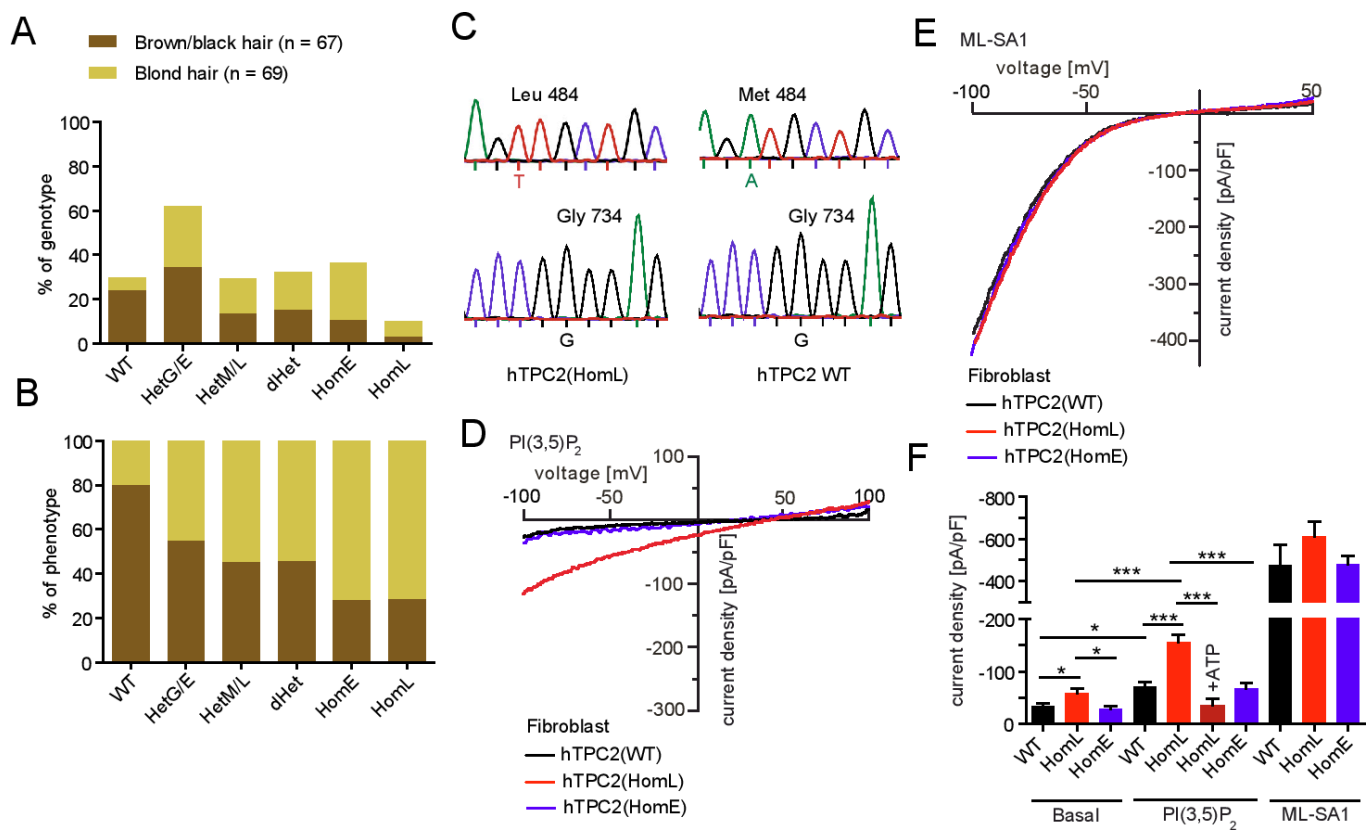 A
Brown/black hair (n = 67)
Blond hair (n = 69)
% of genotype
100
80
60
40
20
0
WT
HetG/E
HetM/L
dHet
HomE
HomL
B
% of phenotype
100
80
60
40
20
0
WT
HetG/E
HetM/L
dHet
HomE
HomL
C
Leu 484
Met 484
T
A
Gly 734
Gly 734
G
G
hTPC2(HomL)
hTPC2 WT
D
PI(3,5)P2
voltage [mV]
-100
-50
50
100
100
-100
-200
-300
current density [pA/pF]
Fibroblast
hTPC2(WT)
hTPC2(HomL)
hTPC2(HomE)
E
ML-SA1
voltage [mV]
-100
-50
0
50
-100
-200
-300
-400
current density [pA/pF]
Fibroblast
hTPC2(WT)
hTPC2(HomL)
hTPC2(HomE)
F
current density [pA/pF]
-800
-600
-400
-200
-100
0
*
*
*
***
***
***
***
+ATP
WT
HomL
HomE
WT
HomL
HomL
HomE
WT
HomL
HomE
Basal
PI(3,5)P2
ML-SA1